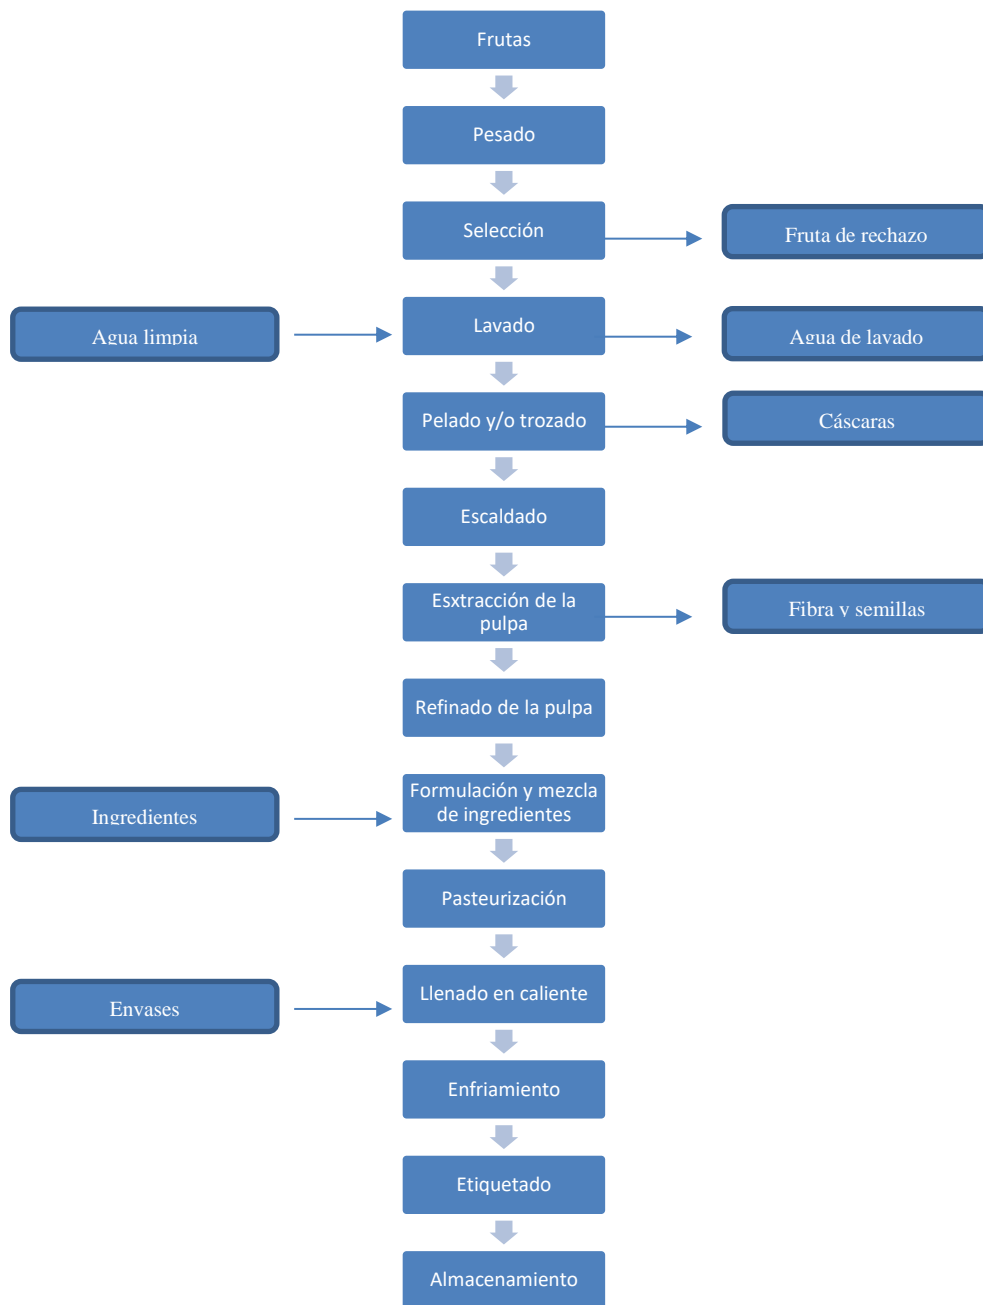 Frutas
Pesado
Selección
Fruta de rechazo
Agua limpia
Lavado
Agua de lavado
Pelado y/o trozado
Cáscaras
Escaldado
Esxtracción de la
pulpa
Fibra y semillas
Refinado de la pulpa
Ingredientes
Formulación y mezcla
de ingredientes
Pasteurización
Envases
Llenado en caliente
Enfriamiento
Etiquetado
Almacenamiento